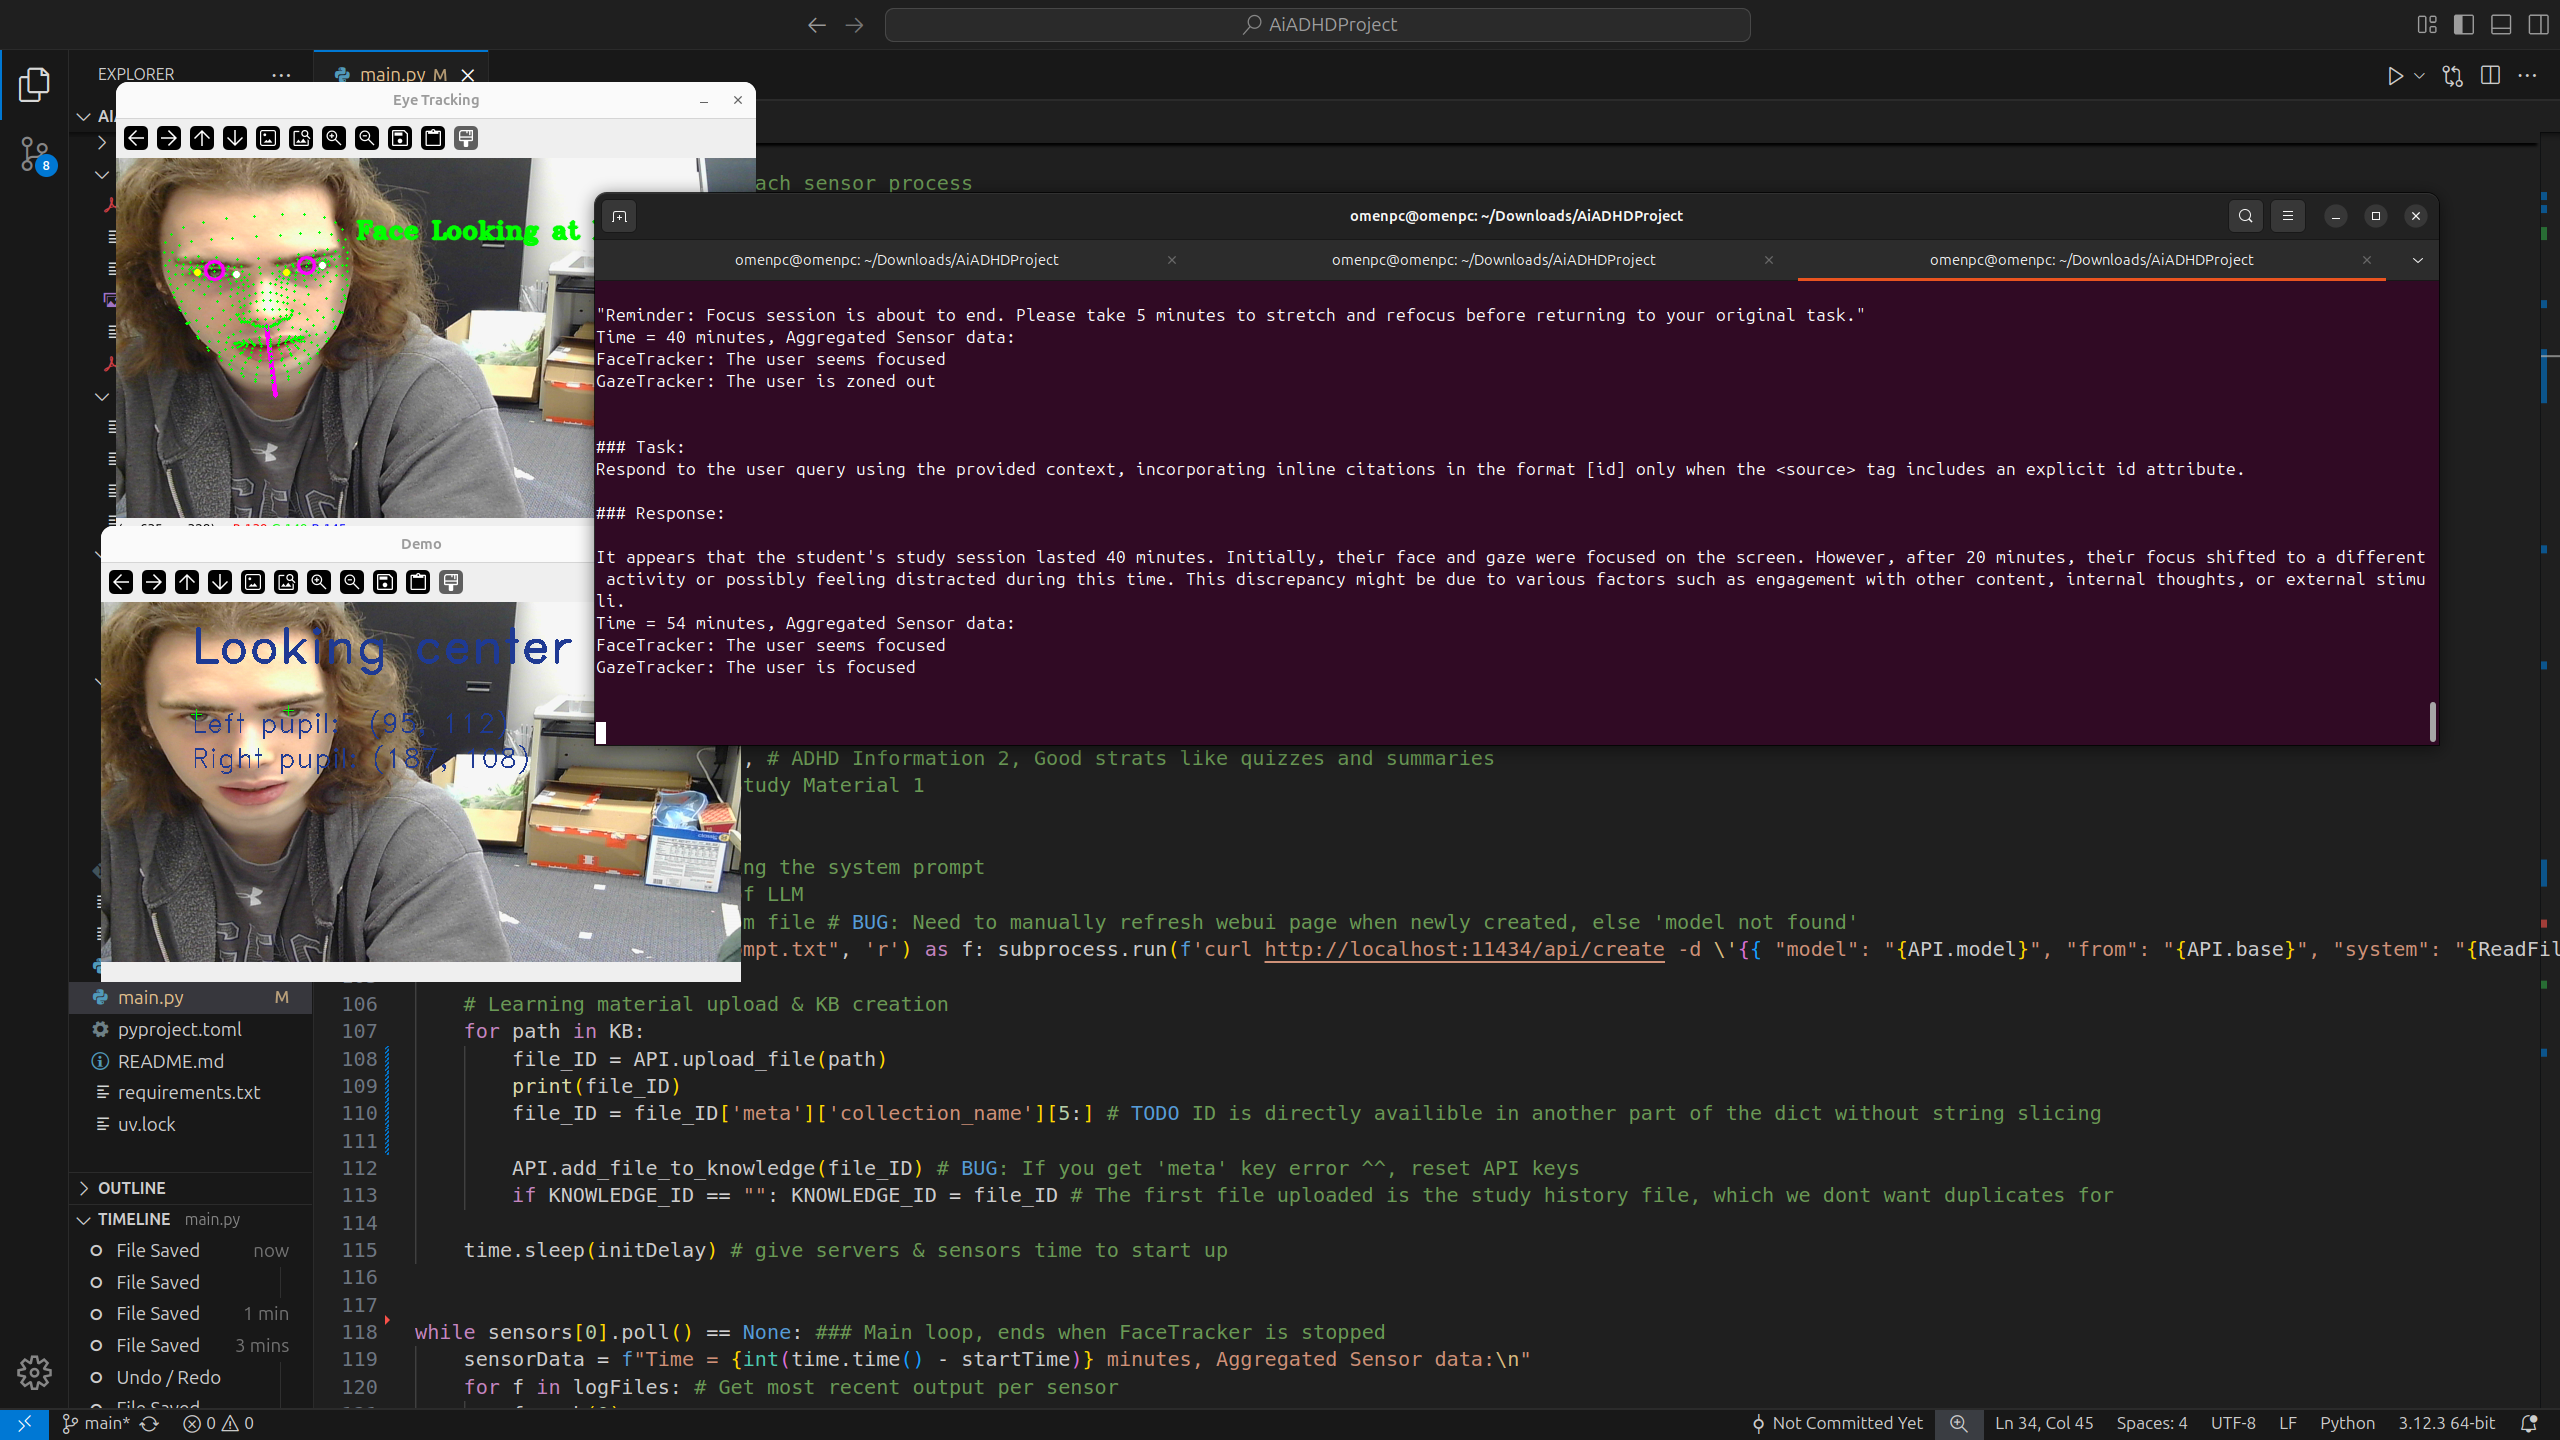 AiADHDProject
EXPLORER
main.py M
8
Eye Tracking
Face Looking at
Demo
Looking center
Left pupil: (95, 112)
Right pupil: (187, 108)
ach sensor process
omenpc@omenpc: ~/Downloads/AiADHDProject
omenpc@omenpc: ~/Downloads/AiADHDProject
omenpc@omenpc: ~/Downloads/AiADHDProject
omenpc@omenpc: ~/Downloads/AiADHDProject
"Reminder: Focus session is about to end. Please take 5 minutes to stretch and refocus before returning to your original task."
Time = 40 minutes, Aggregated Sensor data:
FaceTracker: The user seems focused
GazeTracker: The user is zoned out
### Task:
Respond to the user query using the provided context, incorporating inline citations in the format [id] only when the <source> tag includes an explicit id attribute.
### Response:
It appears that the student's study session lasted 40 minutes. Initially, their face and gaze were focused on the screen. However, after 20 minutes, their focus shifted to a different
activity or possibly feeling distracted during this time. This discrepancy might be due to various factors such as engagement with other content, internal thoughts, or external stimu
li.
Time = 54 minutes, Aggregated Sensor data:
FaceTracker: The user seems focused
GazeTracker: The user is focused
, # ADHD Information 2, Good strats like quizzes and summaries
tudy Material 1
ng the system prompt
f LLM
m file # BUG: Need to manually refresh webui page when newly created, else 'model not found'
mpt.txt", 'r') as f: subprocess.run(f'curl http://localhost:11434/api/create -d \'{{ "model": "{API.model}", "from": "{API.base}", "system": "{ReadFil
106 # Learning material upload & KB creation
107 for path in KB:
108 file_ID = API.upload_file(path)
109 print(file_ID)
110 file_ID = file_ID['meta']['collection_name'][5:] # TODO ID is directly availible in another part of the dict without string slicing
111
112 API.add_file_to_knowledge(file_ID) # BUG: If you get 'meta' key error ^^, reset API keys
113 if KNOWLEDGE_ID == "": KNOWLEDGE_ID = file_ID # The first file uploaded is the study history file, which we dont want duplicates for
114
115 time.sleep(initDelay) # give servers & sensors time to start up
116
117
118 while sensors[0].poll() == None: ### Main loop, ends when FaceTracker is stopped
119 sensorData = f"Time = {int(time.time() - startTime)} minutes, Aggregated Sensor data:\n"
120 for f in logFiles: # Get most recent output per sensor
main.py M
pyproject.toml
README.md
requirements.txt
uv.lock
OUTLINE
TIMELINE main.py
File Saved now
File Saved
File Saved 1 min
File Saved 3 mins
Undo / Redo
main* 0 0
Not Committed Yet
Ln 34, Col 45 Spaces: 4 UTF-8 LF Python 3.12.3 64-bit